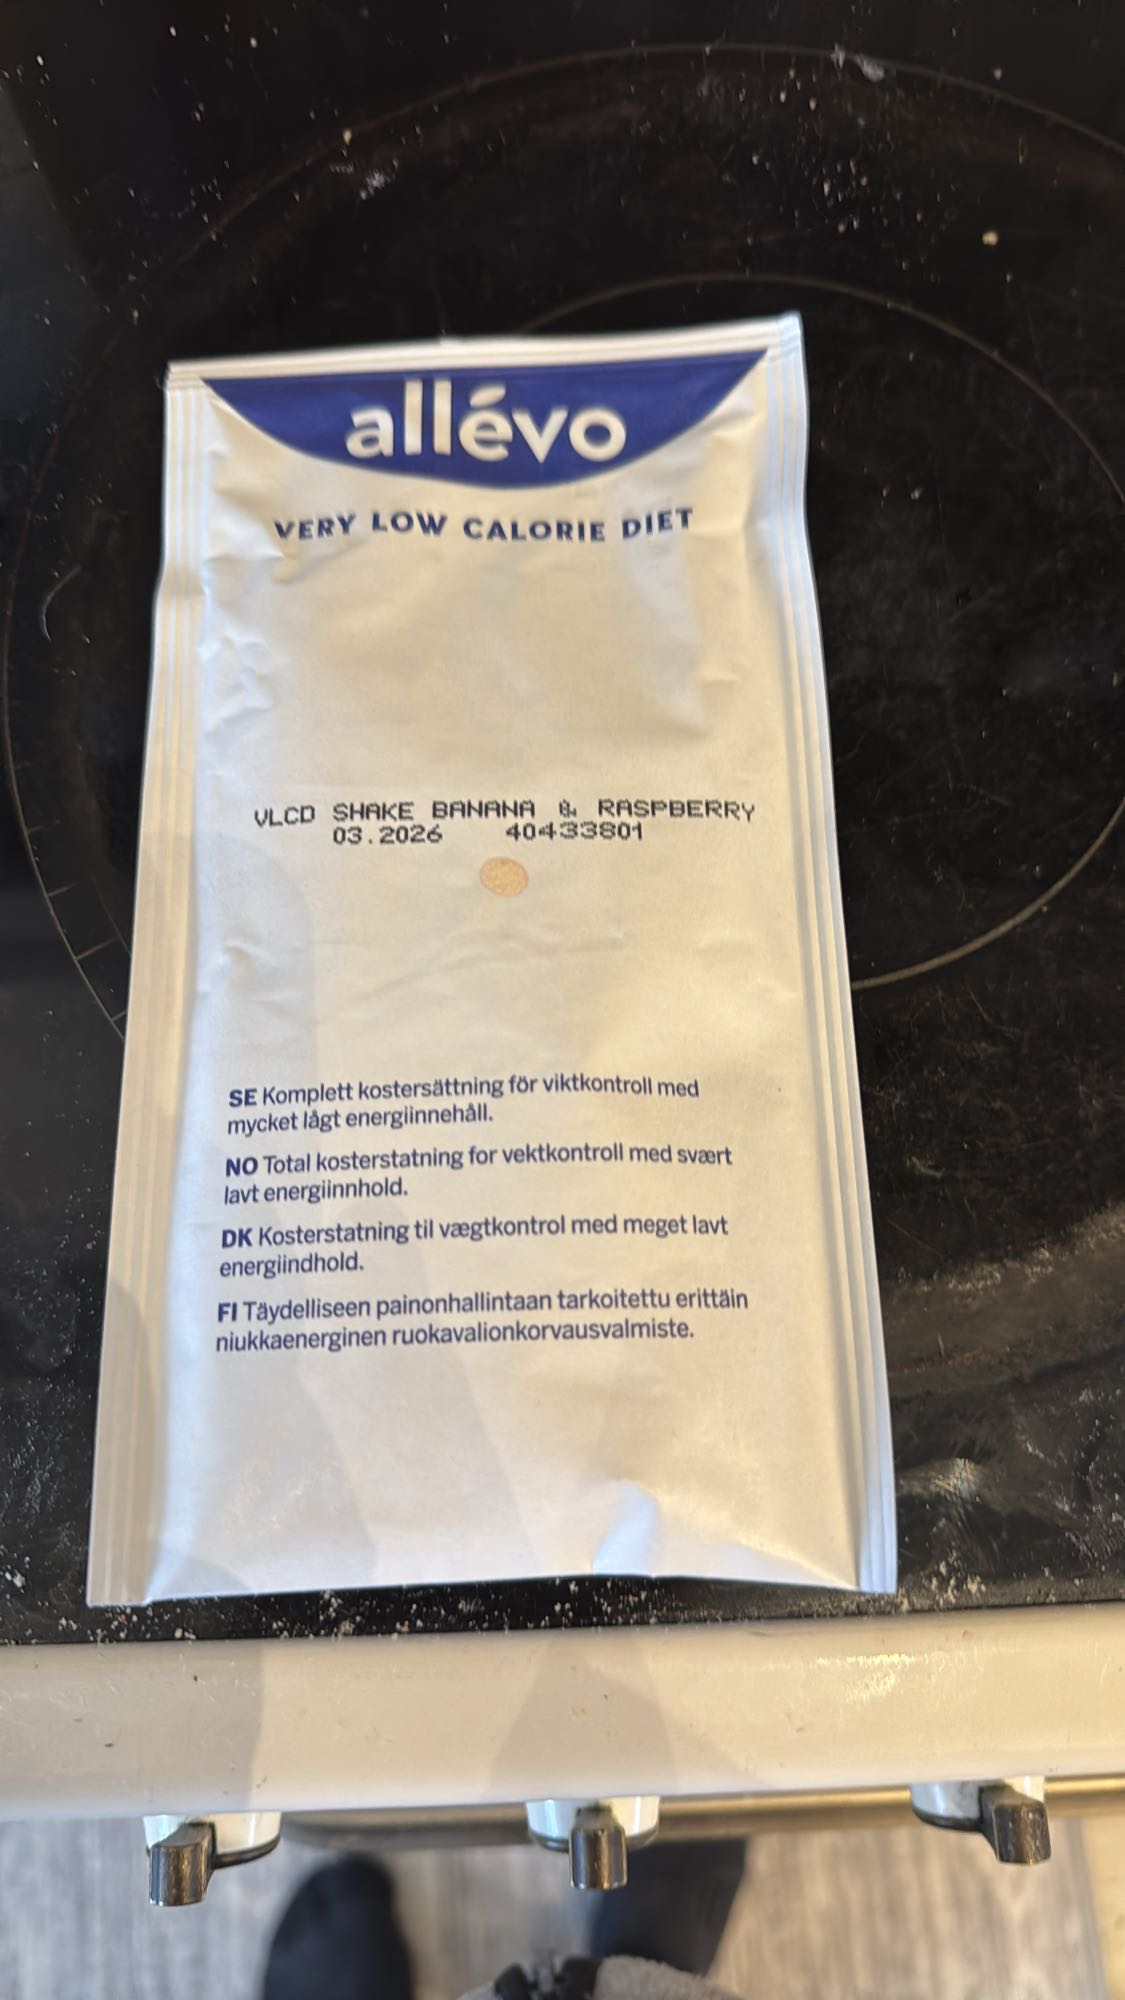 allévo
VERY LOW CALORIE DIET
VLCD SHAKE BANANA & RASPBERRY
03.2026 40433801
SE Komplett kostersättning för viktkontroll med
mycket lågt energiinnehåll.
NO Total kosterstatning for vektkontroll med svært
lavt energiinnhold.
DK Kosterstatning til vægtkontrol med meget lavt
energiindhold.
FI Täydelliseen painonhallintaan tarkoitettu erittäin
niukkaenerginen ruokavalionkorvausvalmiste.